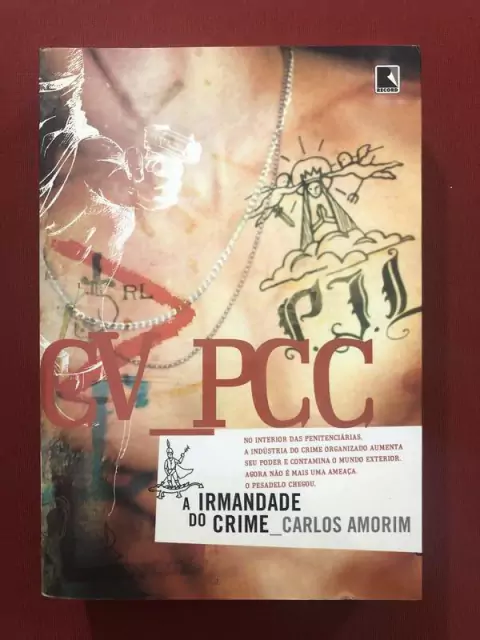 RECORD
RL
P.J.L
CV_PCC
NO INTERIOR DAS PENITENCIÁRIAS,
A INDÚSTRIA DO CRIME ORGANIZADO AUMENTA
SEU PODER E CONTAMINA O MUNDO EXTERIOR.
AGORA NÃO É MAIS UMA AMEAÇA.
O PESADELO CHEGOU.
A IRMANDADE
DO CRIME_CARLOS AMORIM